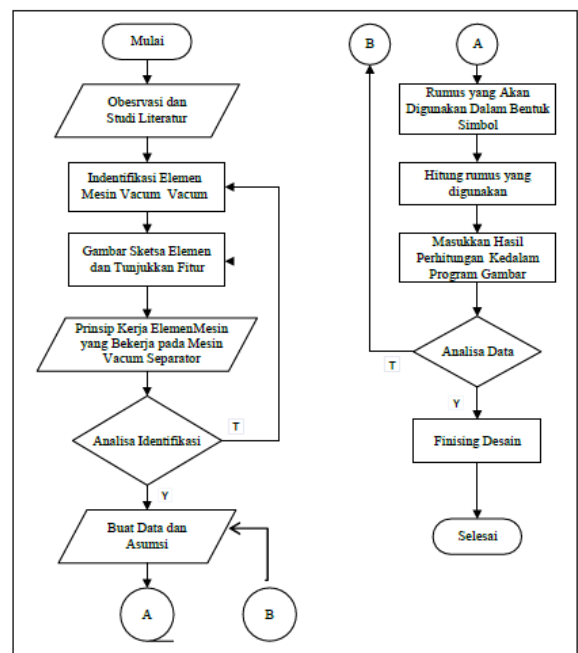 Mulai
Obesrvasi dan
Studi Literatur
Indentifikasi Elemen
Mesin Vacum Vacum
Gambar Sketsa Elemen
dan Tunjukkan Fitur
Prinsip Kerja ElemenMesin
yang Bekerja pada Mesin
Vacum Separator
Analisa Identifikasi
T
Y
Buat Data dan
Asumsi
A
B
B
A
Rumus yang Akan
Digunakan Dalam Bentuk
Simbol
Hitung rumus yang
digunakan
Masukkan Hasil
Perhitungan Kedalam
Program Gambar
Analisa Data
T
Y
Finising Desain
Selesai